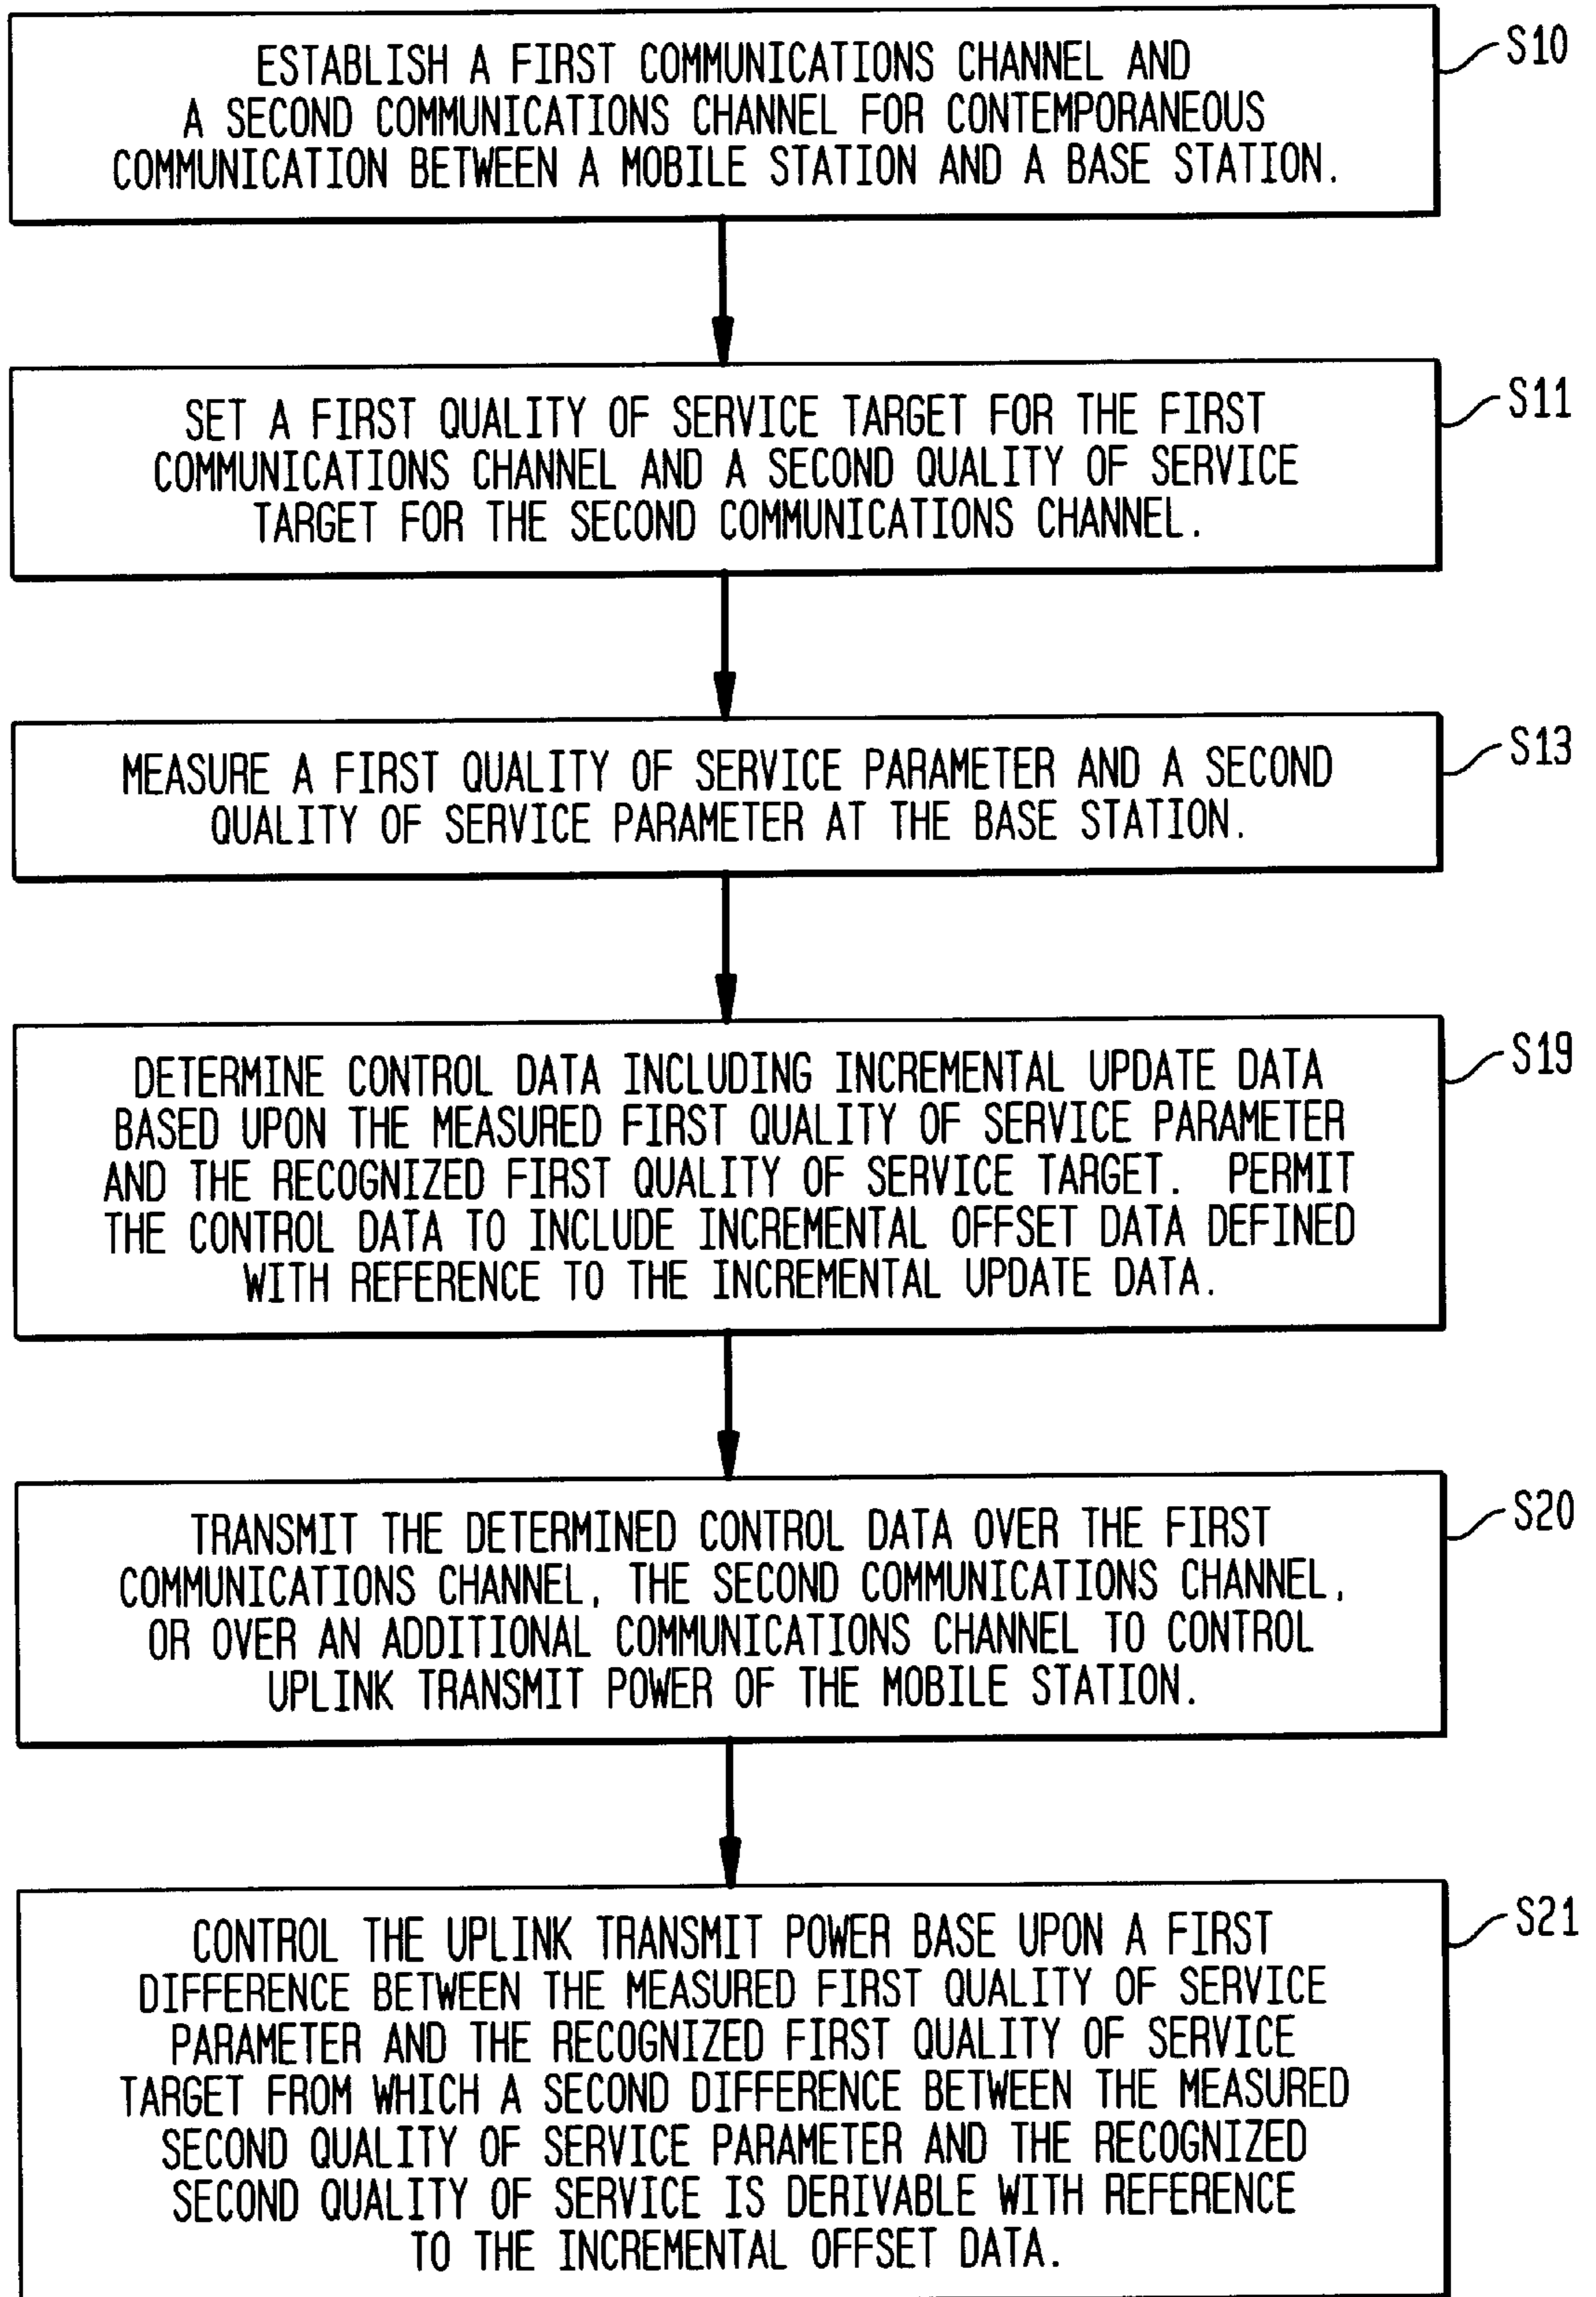 S10
ESTABLISH A FIRST COMMUNICATIONS CHANNEL AND
A SECOND COMMUNICATIONS CHANNEL FOR CONTEMPORANEOUS
COMMUNICATION BETWEEN A MOBILE STATION AND A BASE STATION.
S11
SET A FIRST QUALITY OF SERVICE TARGET FOR THE FIRST
COMMUNICATIONS CHANNEL AND A SECOND QUALITY OF SERVICE
TARGET FOR THE SECOND COMMUNICATIONS CHANNEL.
S13
MEASURE A FIRST QUALITY OF SERVICE PARAMETER AND A SECOND
QUALITY OF SERVICE PARAMETER AT THE BASE STATION.
S19
DETERMINE CONTROL DATA INCLUDING INCREMENTAL UPDATE DATA
BASED UPON THE MEASURED FIRST QUALITY OF SERVICE PARAMETER
AND THE RECOGNIZED FIRST QUALITY OF SERVICE TARGET. PERMIT
THE CONTROL DATA TO INCLUDE INCREMENTAL OFFSET DATA DEFINED
WITH REFERENCE TO THE INCREMENTAL UPDATE DATA.
S20
TRANSMIT THE DETERMINED CONTROL DATA OVER THE FIRST
COMMUNICATIONS CHANNEL, THE SECOND COMMUNICATIONS CHANNEL,
OR OVER AN ADDITIONAL COMMUNICATIONS CHANNEL TO CONTROL
UPLINK TRANSMIT POWER OF THE MOBILE STATION.
S21
CONTROL THE UPLINK TRANSMIT POWER BASE UPON A FIRST
DIFFERENCE BETWEEN THE MEASURED FIRST QUALITY OF SERVICE
PARAMETER AND THE RECOGNIZED FIRST QUALITY OF SERVICE
TARGET FROM WHICH A SECOND DIFFERENCE BETWEEN THE MEASURED
SECOND QUALITY OF SERVICE PARAMETER AND THE RECOGNIZED
SECOND QUALITY OF SERVICE IS DERIVABLE WITH REFERENCE
TO THE INCREMENTAL OFFSET DATA.